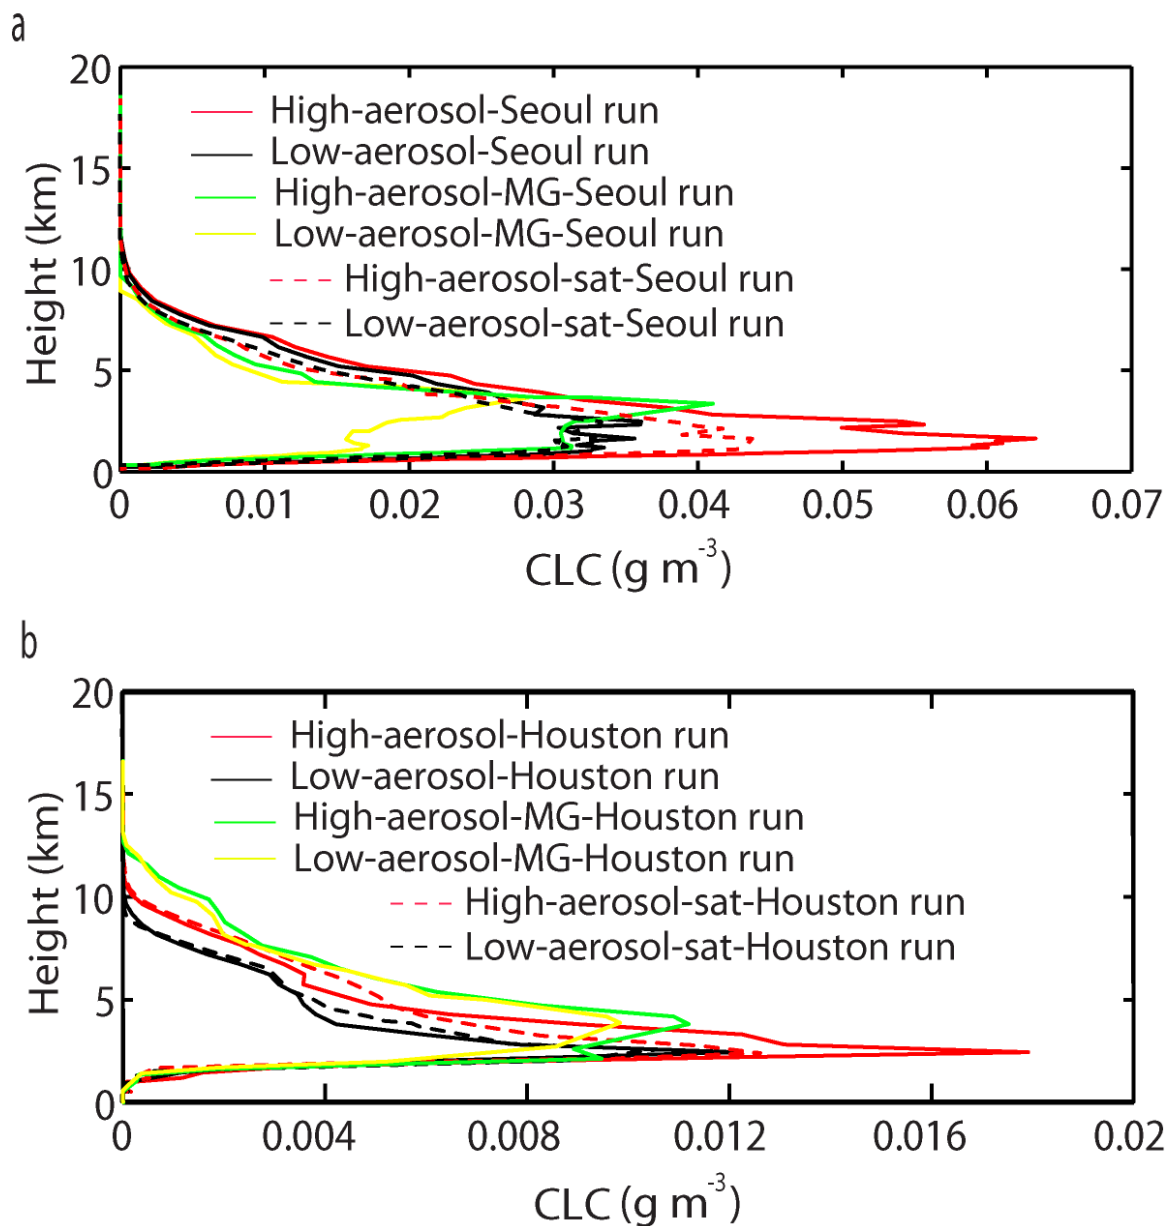 a
20
High-aerosol-Seoul run
Low-aerosol-Seoul run
15
High-aerosol-MG-Seoul run
Low-aerosol-MG-Seoul run
High-aerosol-sat-Seoul run
10
Low-aerosol-sat-Seoul run
5
0
Height (km)
0 0.01 0.02 0.03 0.04 0.05 0.06 0.07
CLC (g m-3)
b
20
High-aerosol-Houston run
Low-aerosol-Houston run
15
High-aerosol-MG-Houston run
Low-aerosol-MG-Houston run
10
High-aerosol-sat-Houston run
Low-aerosol-sat-Houston run
5
0
Height (km)
0 0.004 0.008 0.012 0.016 0.02
CLC (g m-3)